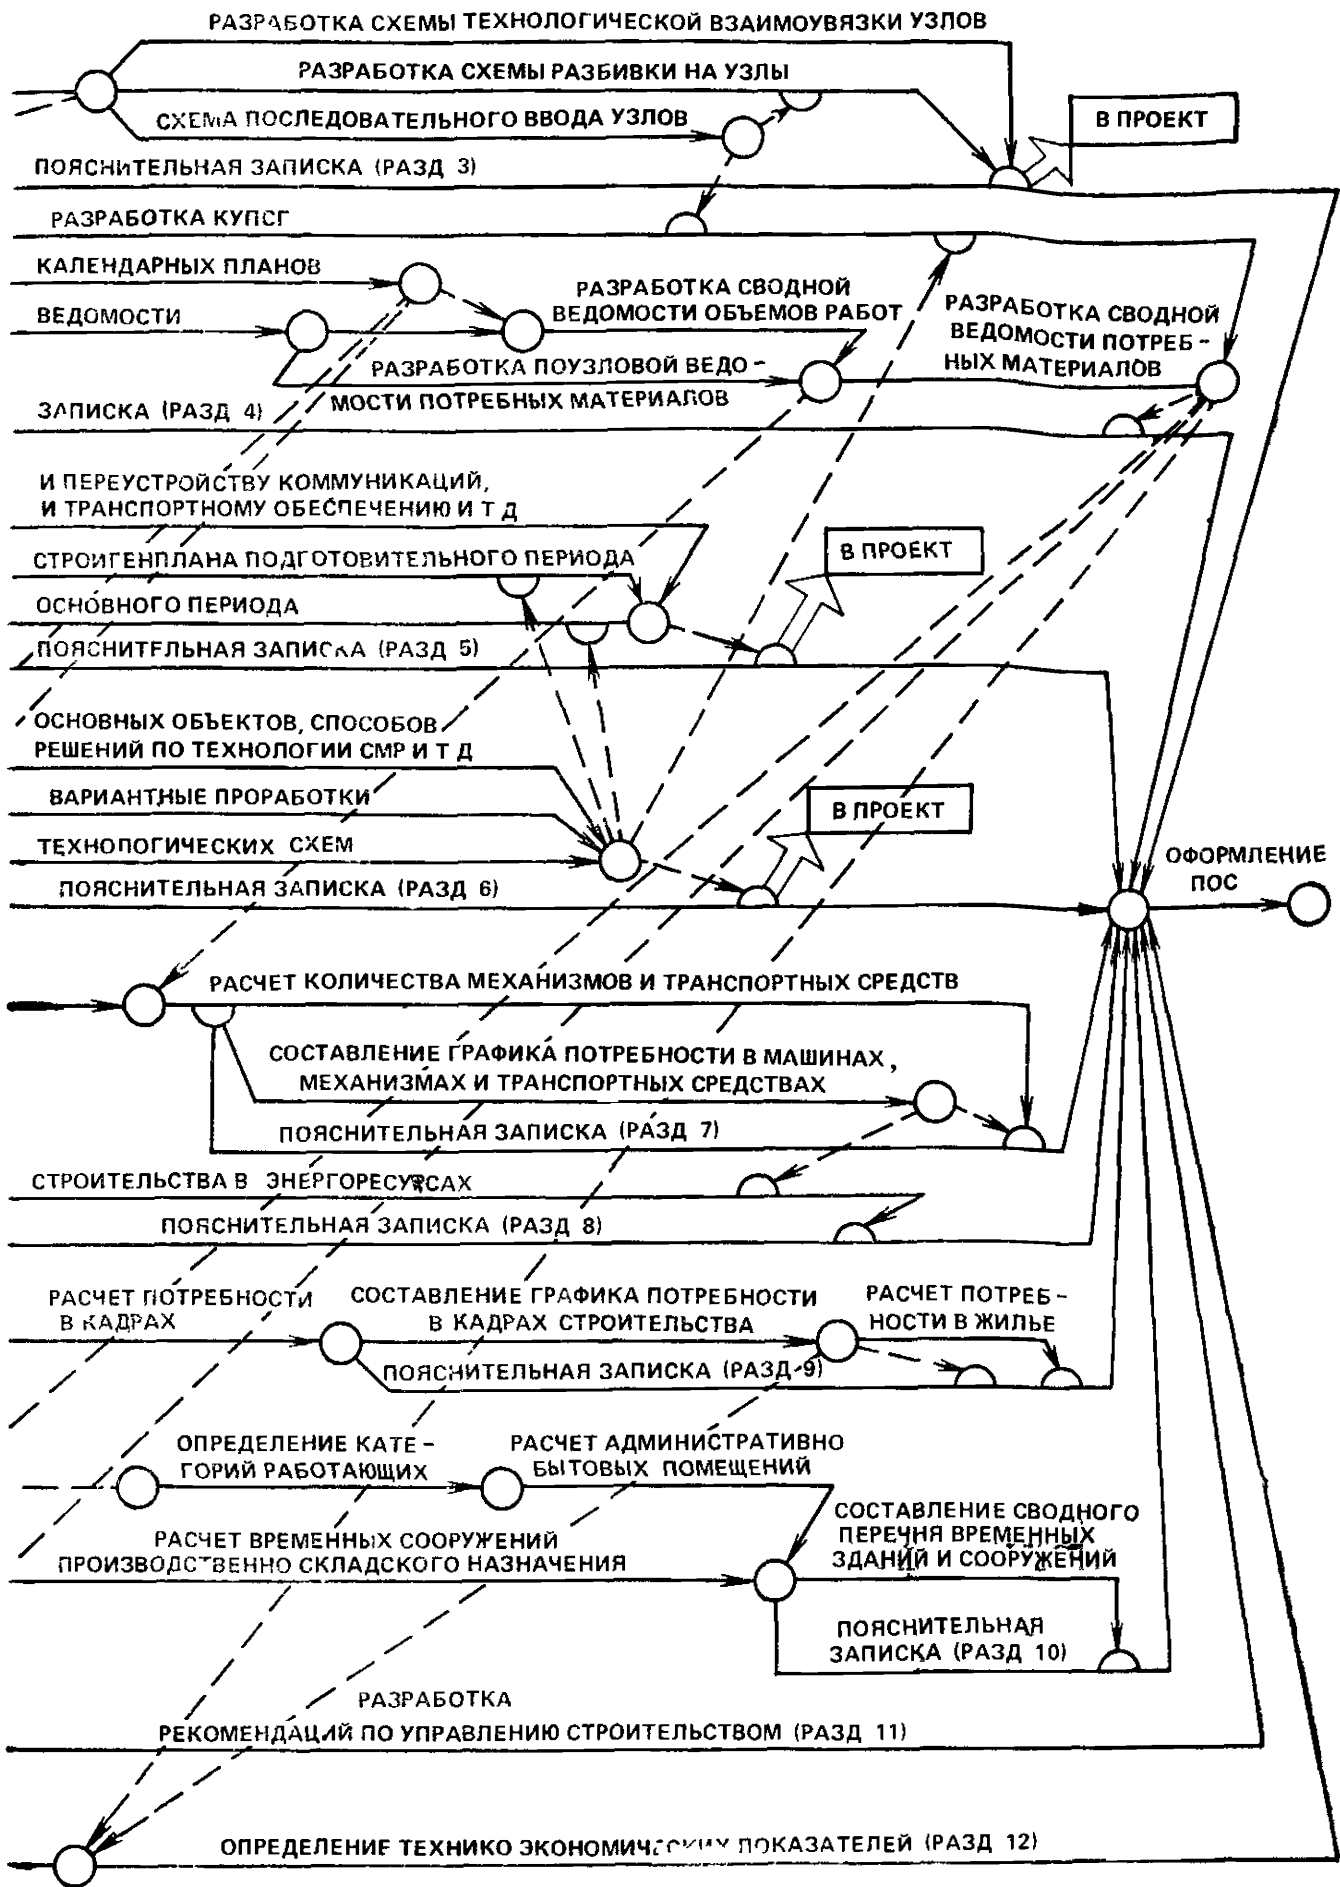 РАЗРАБОТКА СХЕМЫ ТЕХНОЛОГИЧЕСКОЙ ВЗАИМОУВЯЗКИ УЗЛОВ
РАЗРАБОТКА СХЕМЫ РАЗБИВКИ НА УЗЛЫ
СХЕМА ПОСЛЕДОВАТЕЛЬНОГО ВВОДА УЗЛОВ
В ПРОЕКТ
ПОЯСНИТЕЛЬНАЯ ЗАПИСКА (РАЗД 3)
РАЗРАБОТКА КУПСГ
КАЛЕНДАРНЫХ ПЛАНОВ
ВЕДОМОСТИ
РАЗРАБОТКА СВОДНОЙ
ВЕДОМОСТИ ОБЪЕМОВ РАБОТ
РАЗРАБОТКА СВОДНОЙ
ВЕДОМОСТИ ПОТРЕБ-
НЫХ МАТЕРИАЛОВ
РАЗРАБОТКА ПОУЗЛОВОЙ ВЕДО-
МОСТИ ПОТРЕБНЫХ МАТЕРИАЛОВ
ЗАПИСКА (РАЗД 4)
И ПЕРЕУСТРОЙСТВУ КОММУНИКАЦИЙ,
И ТРАНСПОРТНОМУ ОБЕСПЕЧЕНИЮ И Т Д
СТРОИГЕНПЛАНА ПОДГОТОВИТЕЛЬНОГО ПЕРИОДА
В ПРОЕКТ
ОСНОВНОГО ПЕРИОДА
ПОЯСНИТЕЛЬНАЯ ЗАПИСКА (РАЗД 5)
ОСНОВНЫХ ОБЪЕКТОВ, СПОСОБОВ
РЕШЕНИЙ ПО ТЕХНОЛОГИИ СМР И Т Д
ВАРИАНТНЫЕ ПРОРАБОТКИ
В ПРОЕКТ
ТЕХНОЛОГИЧЕСКИХ СХЕМ
ПОЯСНИТЕЛЬНАЯ ЗАПИСКА (РАЗД 6)
ОФОРМЛЕНИЕ
ПОС
РАСЧЕТ КОЛИЧЕСТВА МЕХАНИЗМОВ И ТРАНСПОРТНЫХ СРЕДСТВ
СОСТАВЛЕНИЕ ГРАФИКА ПОТРЕБНОСТИ В МАШИНАХ,
МЕХАНИЗМАХ И ТРАНСПОРТНЫХ СРЕДСТВАХ
ПОЯСНИТЕЛЬНАЯ ЗАПИСКА (РАЗД 7)
СТРОИТЕЛЬСТВА В ЭНЕРГОРЕСУРСАХ
ПОЯСНИТЕЛЬНАЯ ЗАПИСКА (РАЗД 8)
РАСЧЕТ ПОТРЕБНОСТИ
В КАДРАХ
СОСТАВЛЕНИЕ ГРАФИКА ПОТРЕБНОСТИ
В КАДРАХ СТРОИТЕЛЬСТВА
РАСЧЕТ ПОТРЕБ-
НОСТИ В ЖИЛЬЕ
ПОЯСНИТЕЛЬНАЯ ЗАПИСКА (РАЗД 9)
ОПРЕДЕЛЕНИЕ КАТЕ-
ГОРИЙ РАБОТАЮЩИХ
РАСЧЕТ АДМИНИСТРАТИВНО
БЫТОВЫХ ПОМЕЩЕНИЙ
РАСЧЕТ ВРЕМЕННЫХ СООРУЖЕНИЙ
ПРОИЗВОДСТВЕННО СКЛАДСКОГО НАЗНАЧЕНИЯ
СОСТАВЛЕНИЕ СВОДНОГО
ПЕРЕЧНЯ ВРЕМЕННЫХ
ЗДАНИЙ И СООРУЖЕНИЙ
ПОЯСНИТЕЛЬНАЯ
ЗАПИСКА (РАЗД 10)
РАЗРАБОТКА
РЕКОМЕНДАЦИЙ ПО УПРАВЛЕНИЮ СТРОИТЕЛЬСТВОМ (РАЗД 11)
ОПРЕДЕЛЕНИЕ ТЕХНИКО ЭКОНОМИЧЕСКИХ ПОКАЗАТЕЛЕЙ (РАЗД 12)